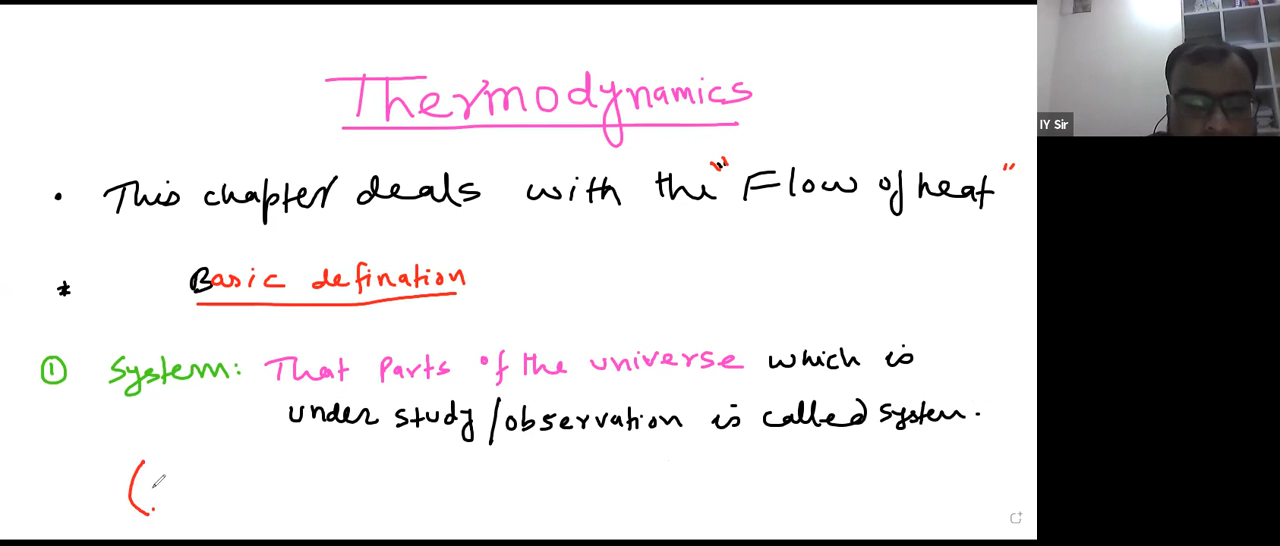 Thermodynamics
• This chapter deals with the "Flow of heat"
* Basic defination
① System: That parts of the universe which is
under study/observation is called system.
(
IY Sir